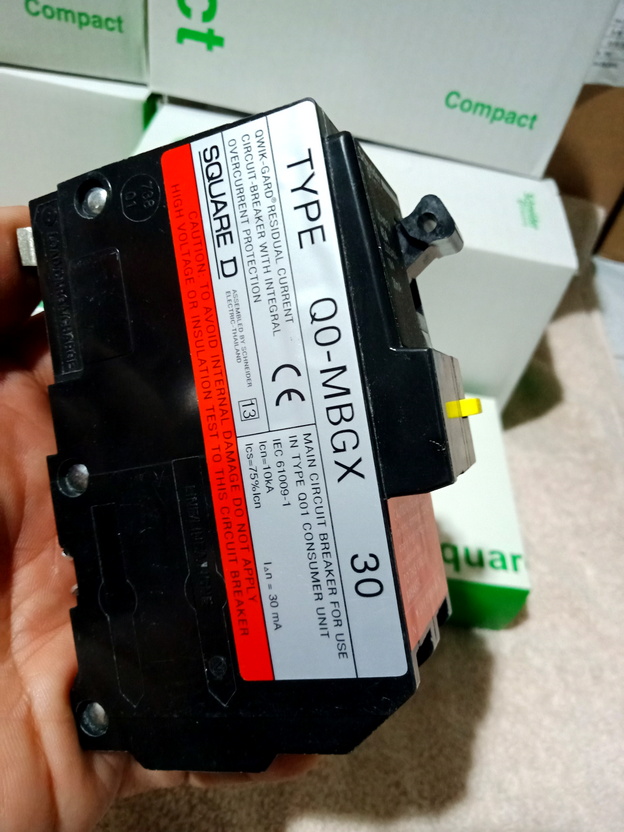 Compact
ct
Compact
Schneider
Electric
TYPE QO-MBGX 30
QWIK-GARD® RESIDUAL CURRENT
CIRCUIT-BREAKER WITH INTEGRAL
OVERCURRENT PROTECTION
SQUARE D
ASSEMBLED BY SCHNEIDER
ELECTRIC-THAILAND
13
CE
MAIN CIRCUIT BREAKER FOR USE
IN TYPE QO1 CONSUMER UNIT
IEC 61009-1
Icn=10kA
Ics=75%Icn
I∆n = 30 mA
CAUTION: TO AVOID INTERNAL DAMAGE DO NOT APPLY
HIGH VOLTAGE OR INSULATION TEST TO THIS CIRCUIT BREAKER
quar